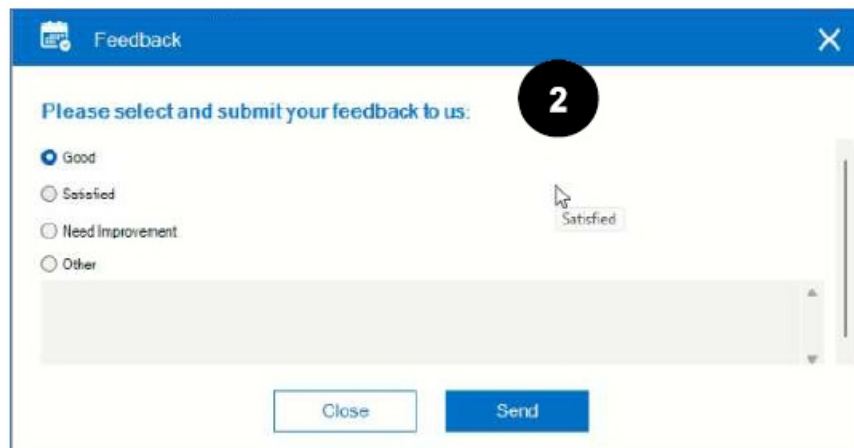 Feedback
2
Please select and submit your feedback to us:
Good
Satisfied
Satisfied
Need Improvement
Other
Close Send